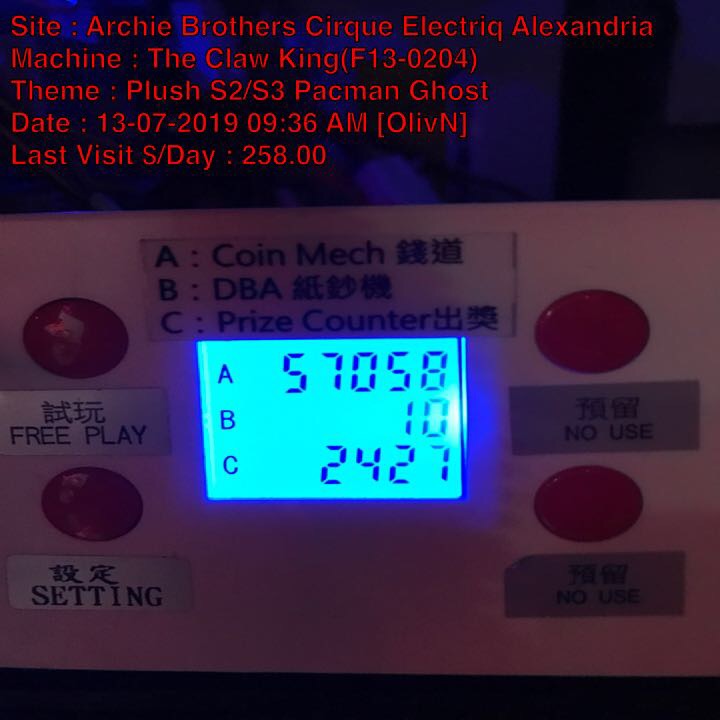 Site : Archie Brothers Cirque Electriq Alexandria
Machine : The Claw King(F13-0204)
Theme : Plush S2/S3 Pacman Ghost
Date : 13-07-2019 09:36 AM [OlivN]
Last Visit $/Day : 258.00
A : Coin Mech 錢道
B : DBA 紙鈔機
C : Prize Counter出獎
A 57058
B 10
C 2427
試玩
FREE PLAY
預留
NO USE
設定
SETTING
預留
NO USE